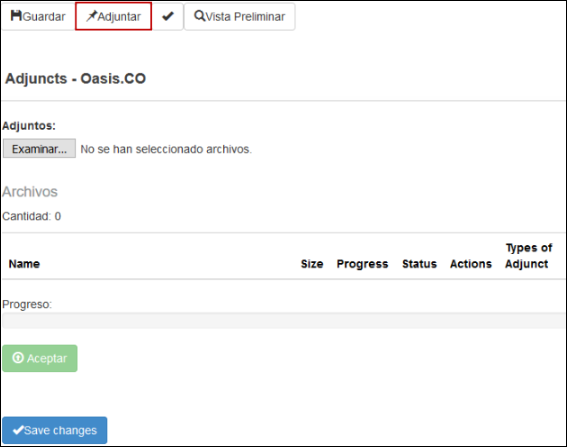 Guardar Adjuntar Vista Preliminar
Adjuncts - Oasis.CO
Adjuntos:
Examinar... No se han seleccionado archivos.
Archivos
Cantidad: 0
Name Size Progress Status Actions Types of Adjunct
Progreso:
Aceptar
Save changes